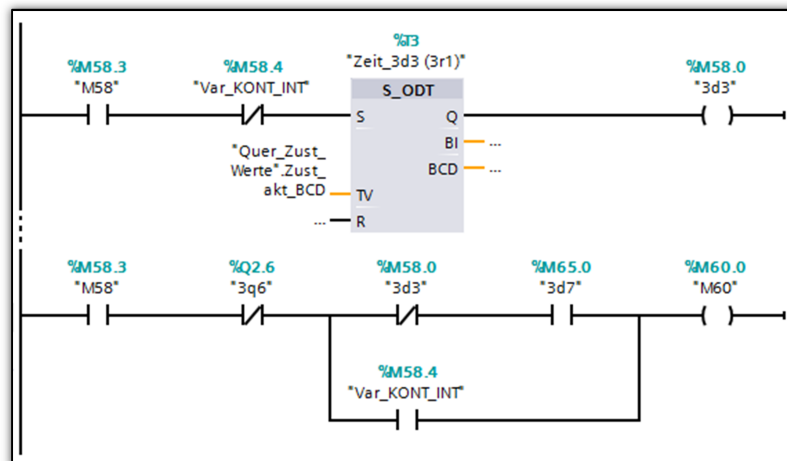 %T3
"Zeit_3d3 (3r1)"
%M58.3
"M58"
%M58.4
"Var_KONT_INT"
S_ODT
%M58.0
"3d3"
S
Q
BI
...
BCD
...
"Quer_Zust_
Werte".Zust_
akt_BCD
TV
...
R
%M58.3
"M58"
%Q2.6
"3q6"
%M58.0
"3d3"
%M65.0
"3d7"
%M60.0
"M60"
%M58.4
"Var_KONT_INT"